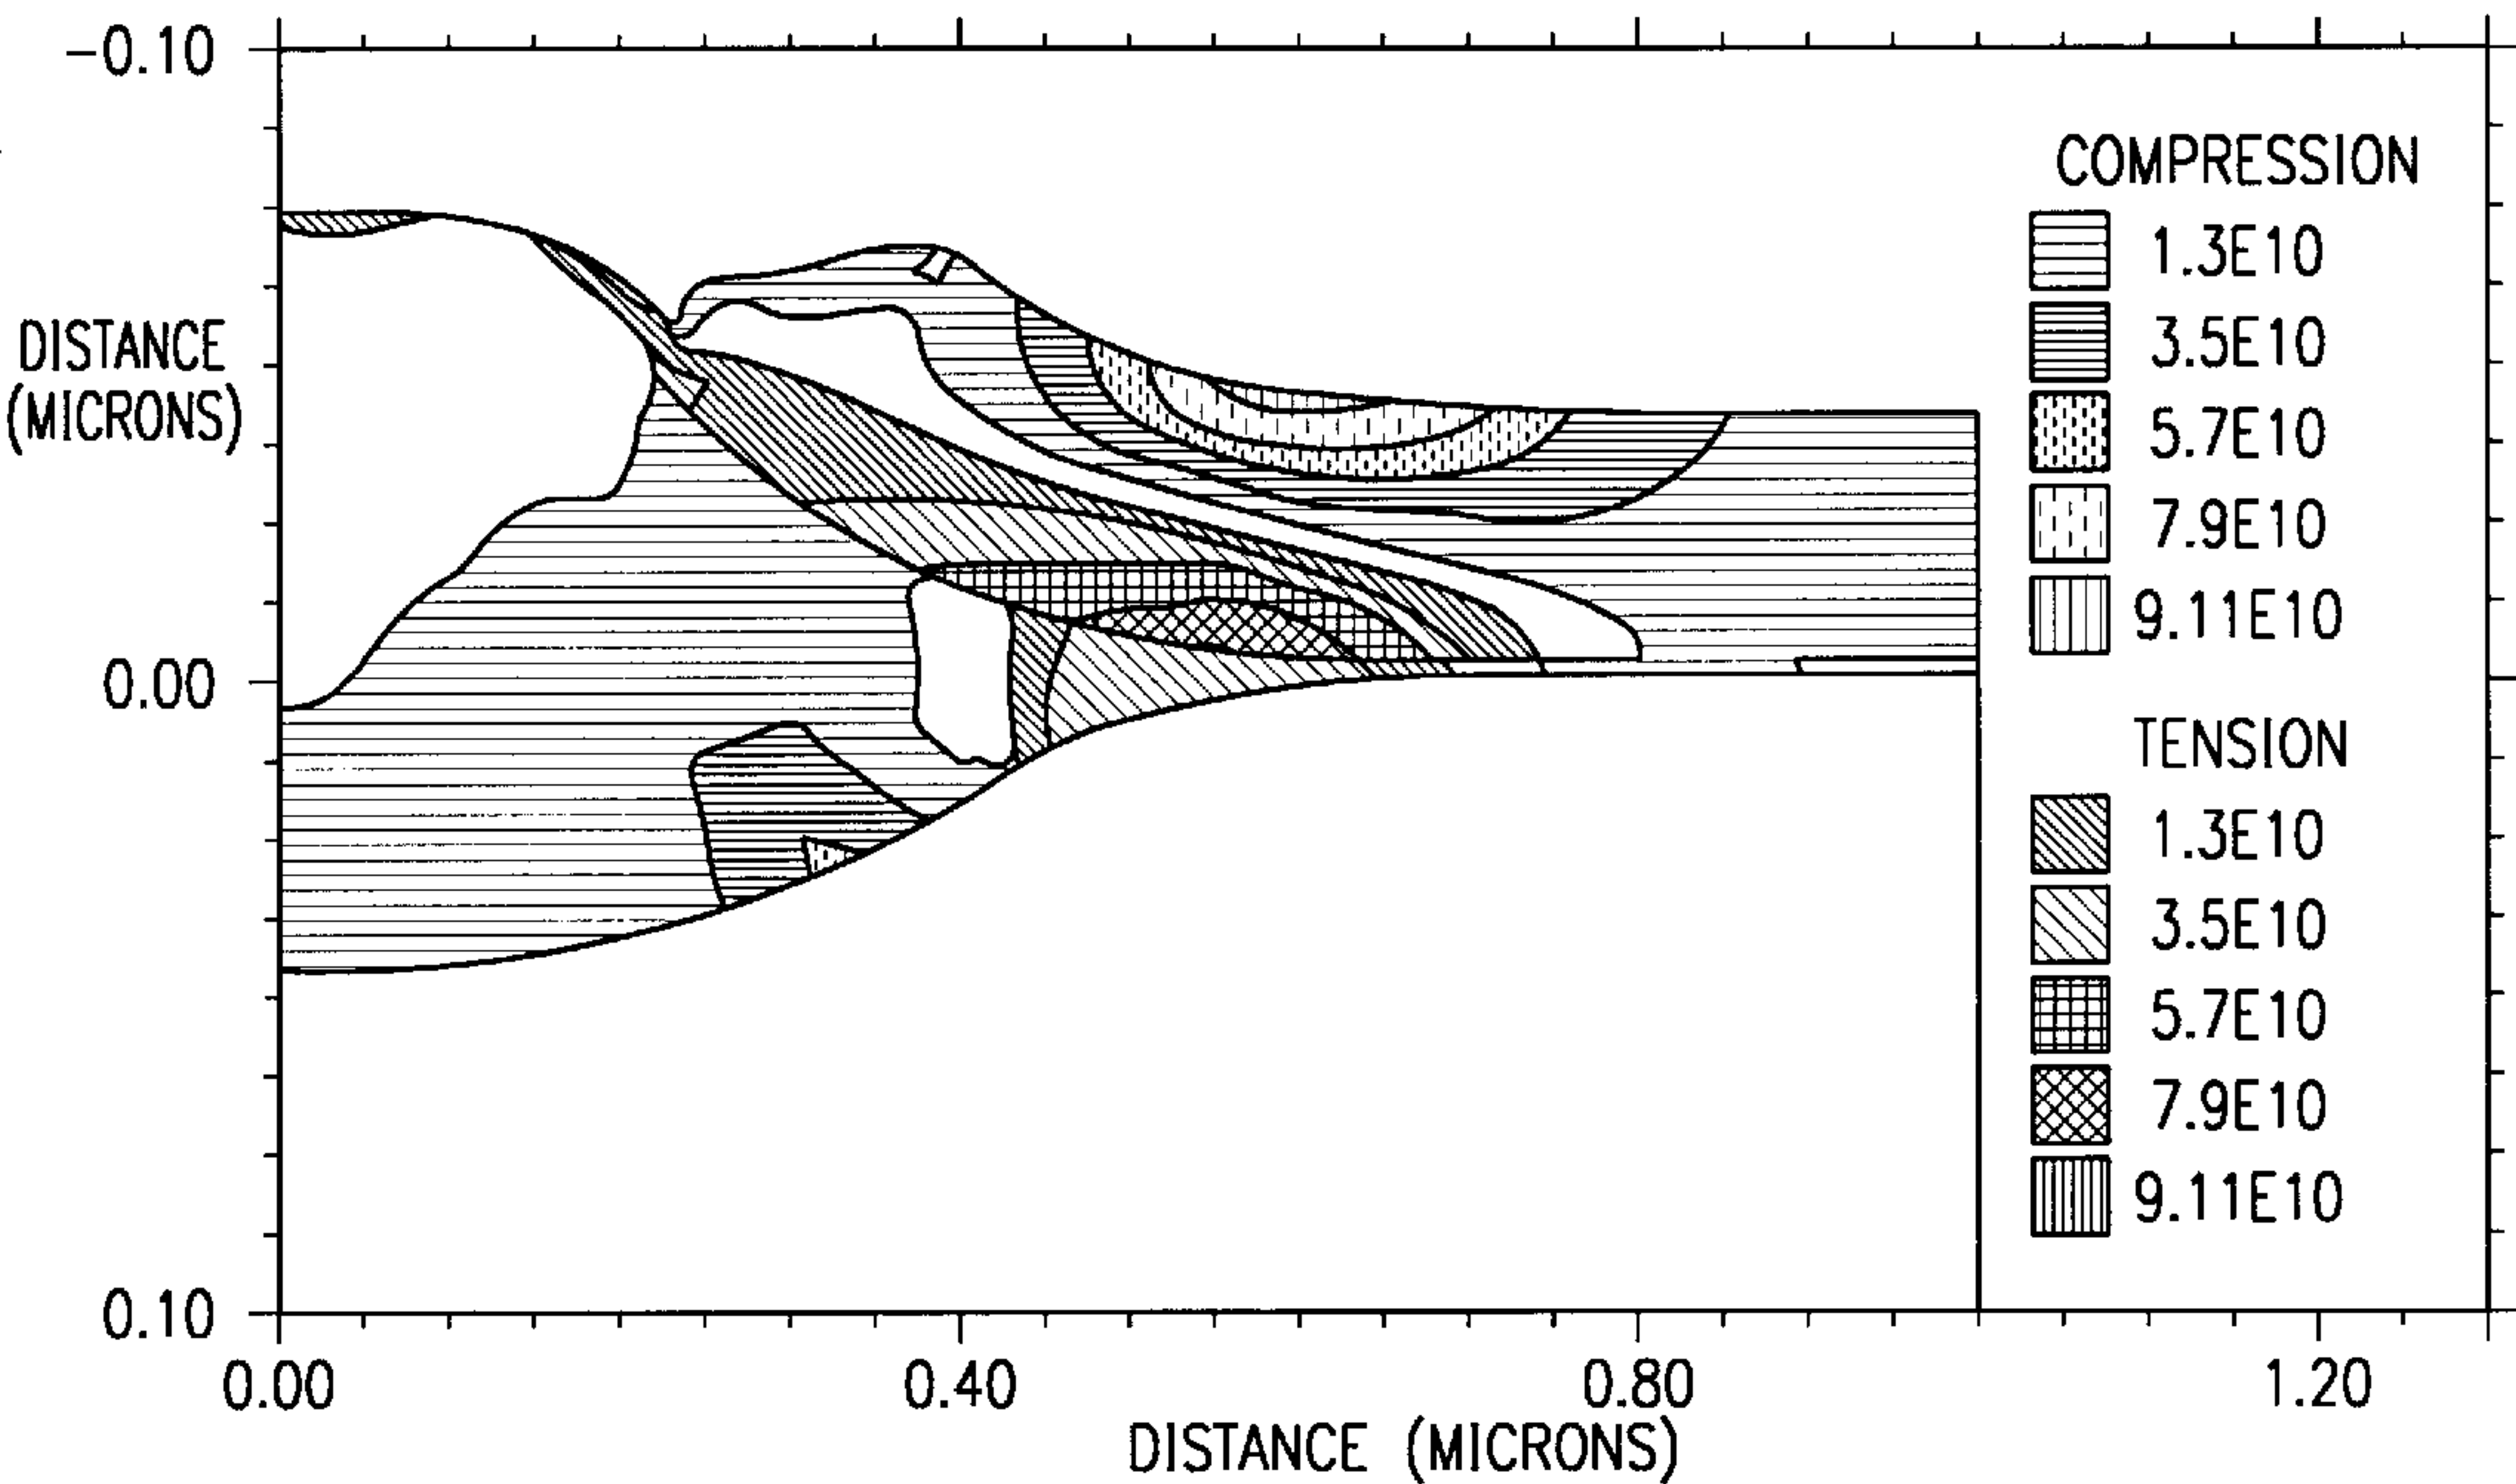 -0.10
DISTANCE
(MICRONS)
0.00
0.10
0.00
0.40
0.80
1.20
DISTANCE (MICRONS)
COMPRESSION
1.3E10
3.5E10
5.7E10
7.9E10
9.11E10
TENSION
1.3E10
3.5E10
5.7E10
7.9E10
9.11E10